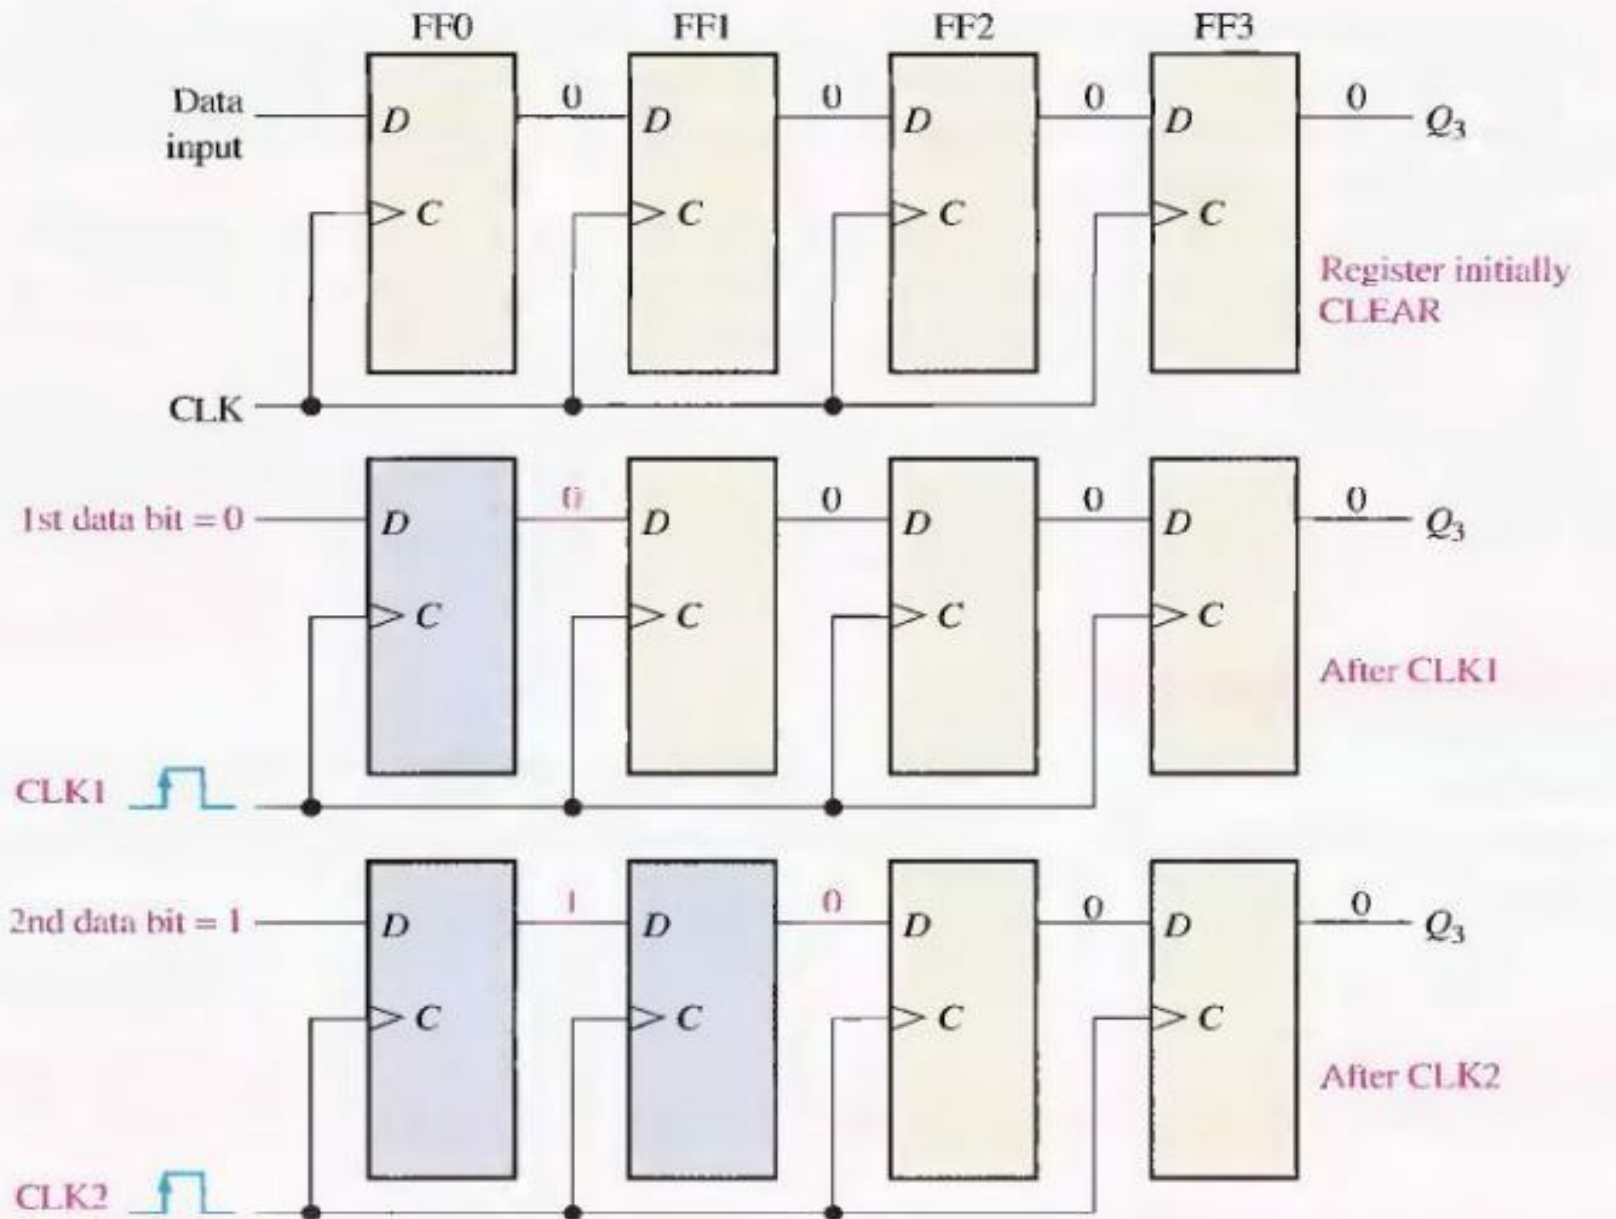 FF0 FF1 FF2 FF3
Data
input
D 0 D 0 D 0 D 0 Q3
C C C C
Register initially
CLEAR
CLK
1st data bit = 0 D 0 D 0 D 0 D 0 Q3
C C C C
After CLK1
CLK1
2nd data bit = 1 D 1 D 0 D 0 D 0 Q3
C C C C
After CLK2
CLK2